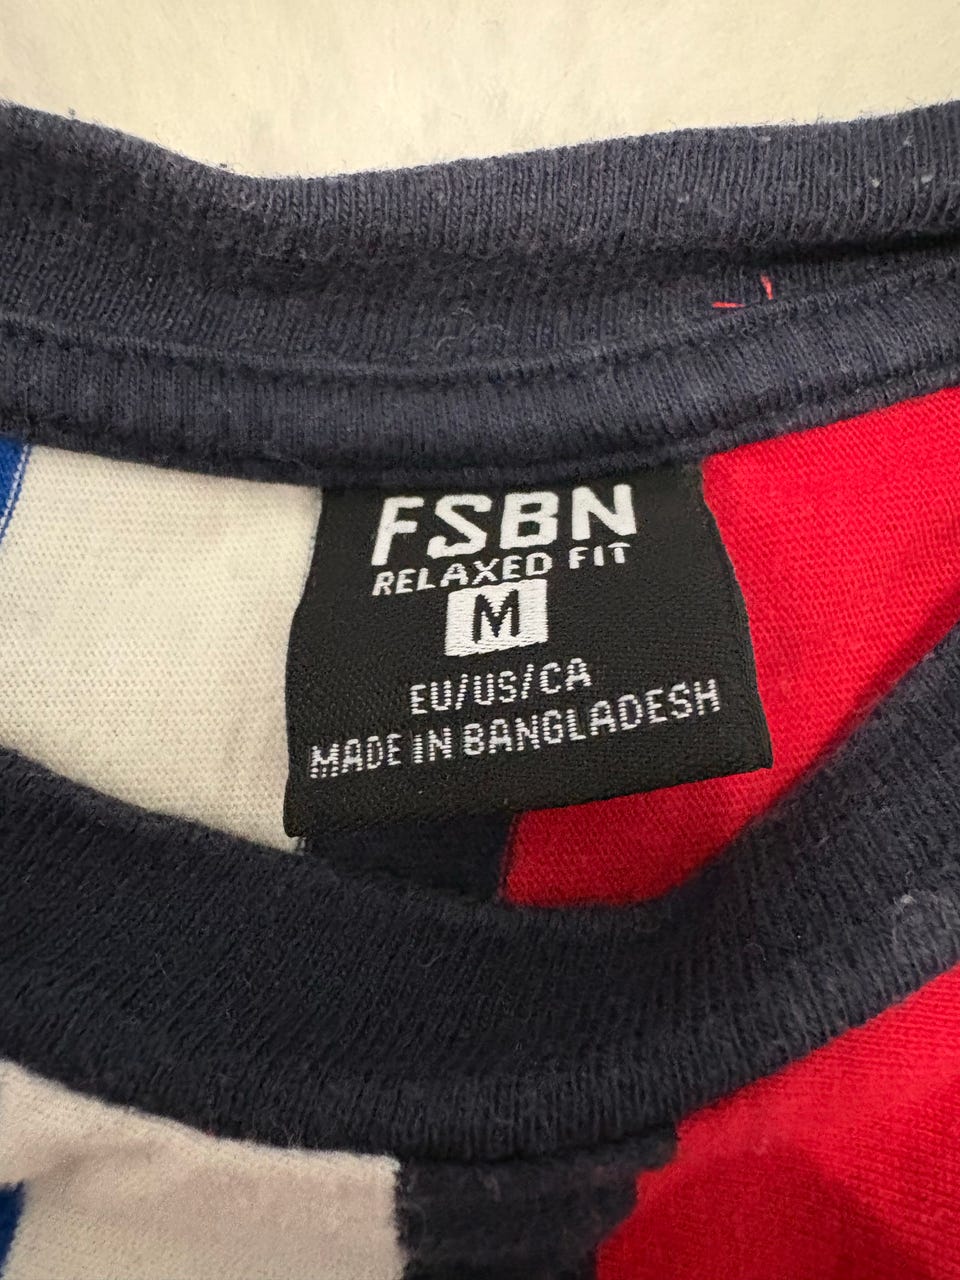 FSBN
RELAXED FIT
M
EU/US/CA
MADE IN BANGLADESH